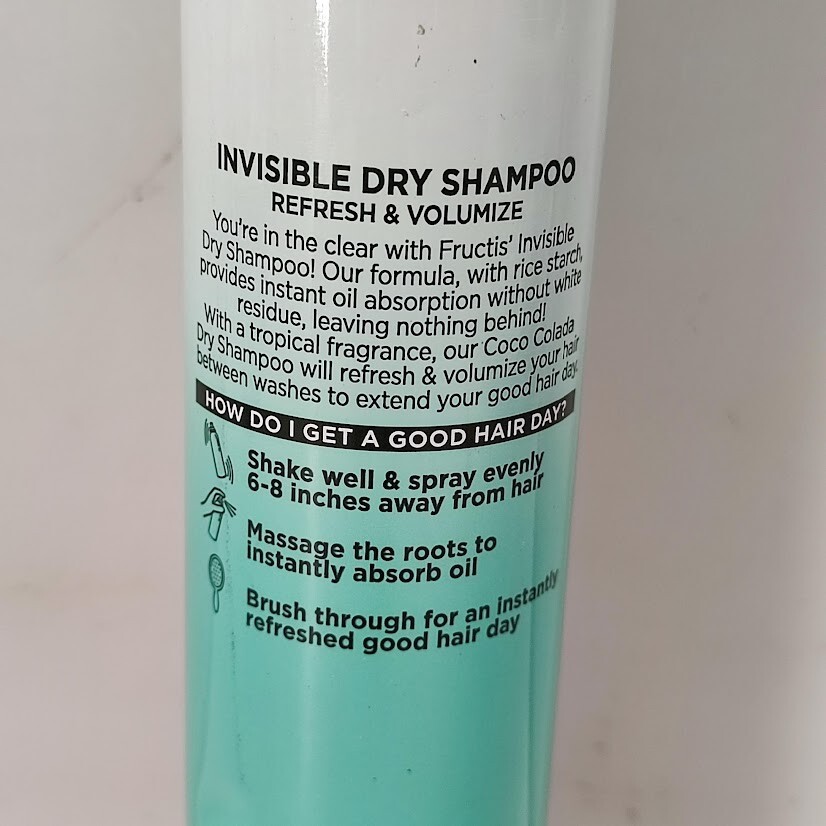 INVISIBLE DRY SHAMPOO
REFRESH & VOLUMIZE
You're in the clear with Fructis' Invisible
Dry Shampoo! Our formula, with rice starch,
provides instant oil absorption without white
residue, leaving nothing behind!
With a tropical fragrance, our Coco Colada
Dry Shampoo will refresh & volumize your hair
between washes to extend your good hair day.
HOW DO I GET A GOOD HAIR DAY?
Shake well & spray evenly
6-8 inches away from hair
Massage the roots to
instantly absorb oil
Brush through for an instantly
refreshed good hair day